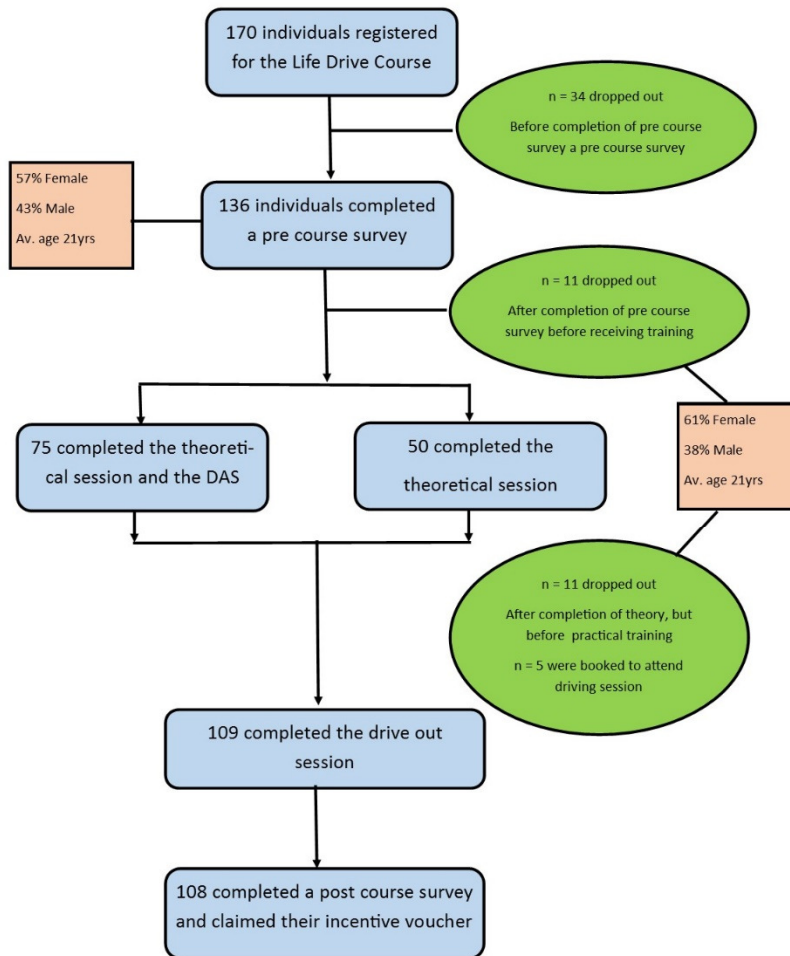 170 individuals registered
for the Life Drive Course
n = 34 dropped out
Before completion of pre course
survey a pre course survey
57% Female
43% Male
Av. age 21yrs
136 individuals completed
a pre course survey
n = 11 dropped out
After completion of pre course
survey before receiving training
75 completed the theoreti-
cal session and the DAS
50 completed the
theoretical session
61% Female
38% Male
Av. age 21yrs
n = 11 dropped out
After completion of theory, but
before practical training
n = 5 were booked to attend
driving session
109 completed the drive out
session
108 completed a post course survey
and claimed their incentive voucher